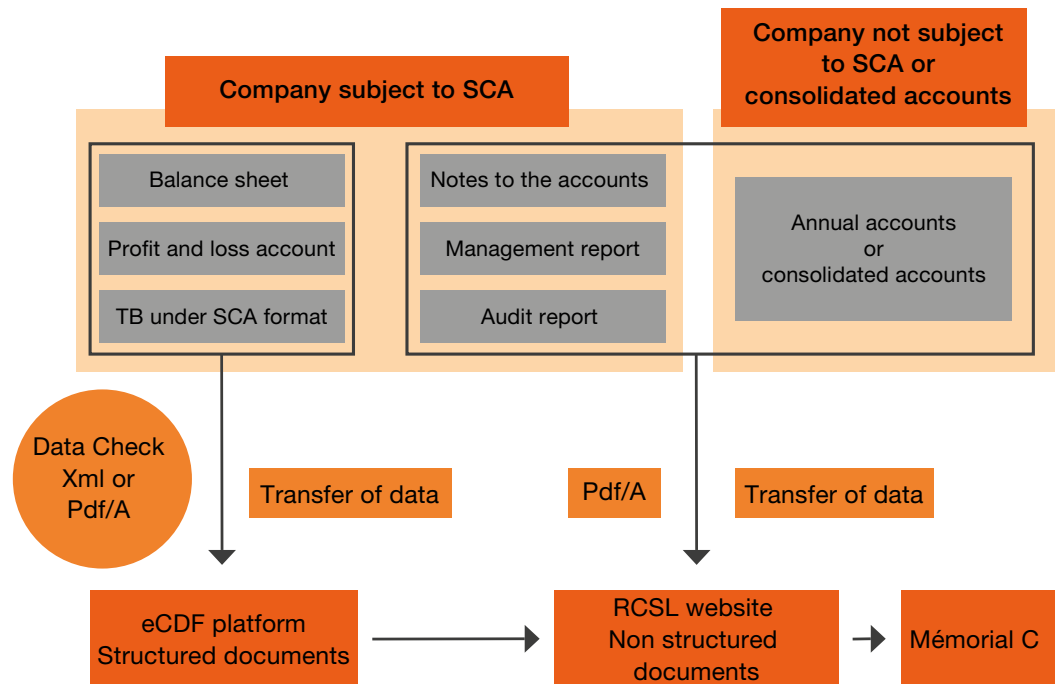 Company subject to SCA
Company not subject
to SCA or
consolidated accounts
Balance sheet
Profit and loss account
TB under SCA format
Notes to the accounts
Management report
Audit report
Annual accounts
or
consolidated accounts
Data Check
Xml or
Pdf/A
Transfer of data
Pdf/A
Transfer of data
eCDF platform
Structured documents
RCSL website
Non structured
documents
Mémorial C